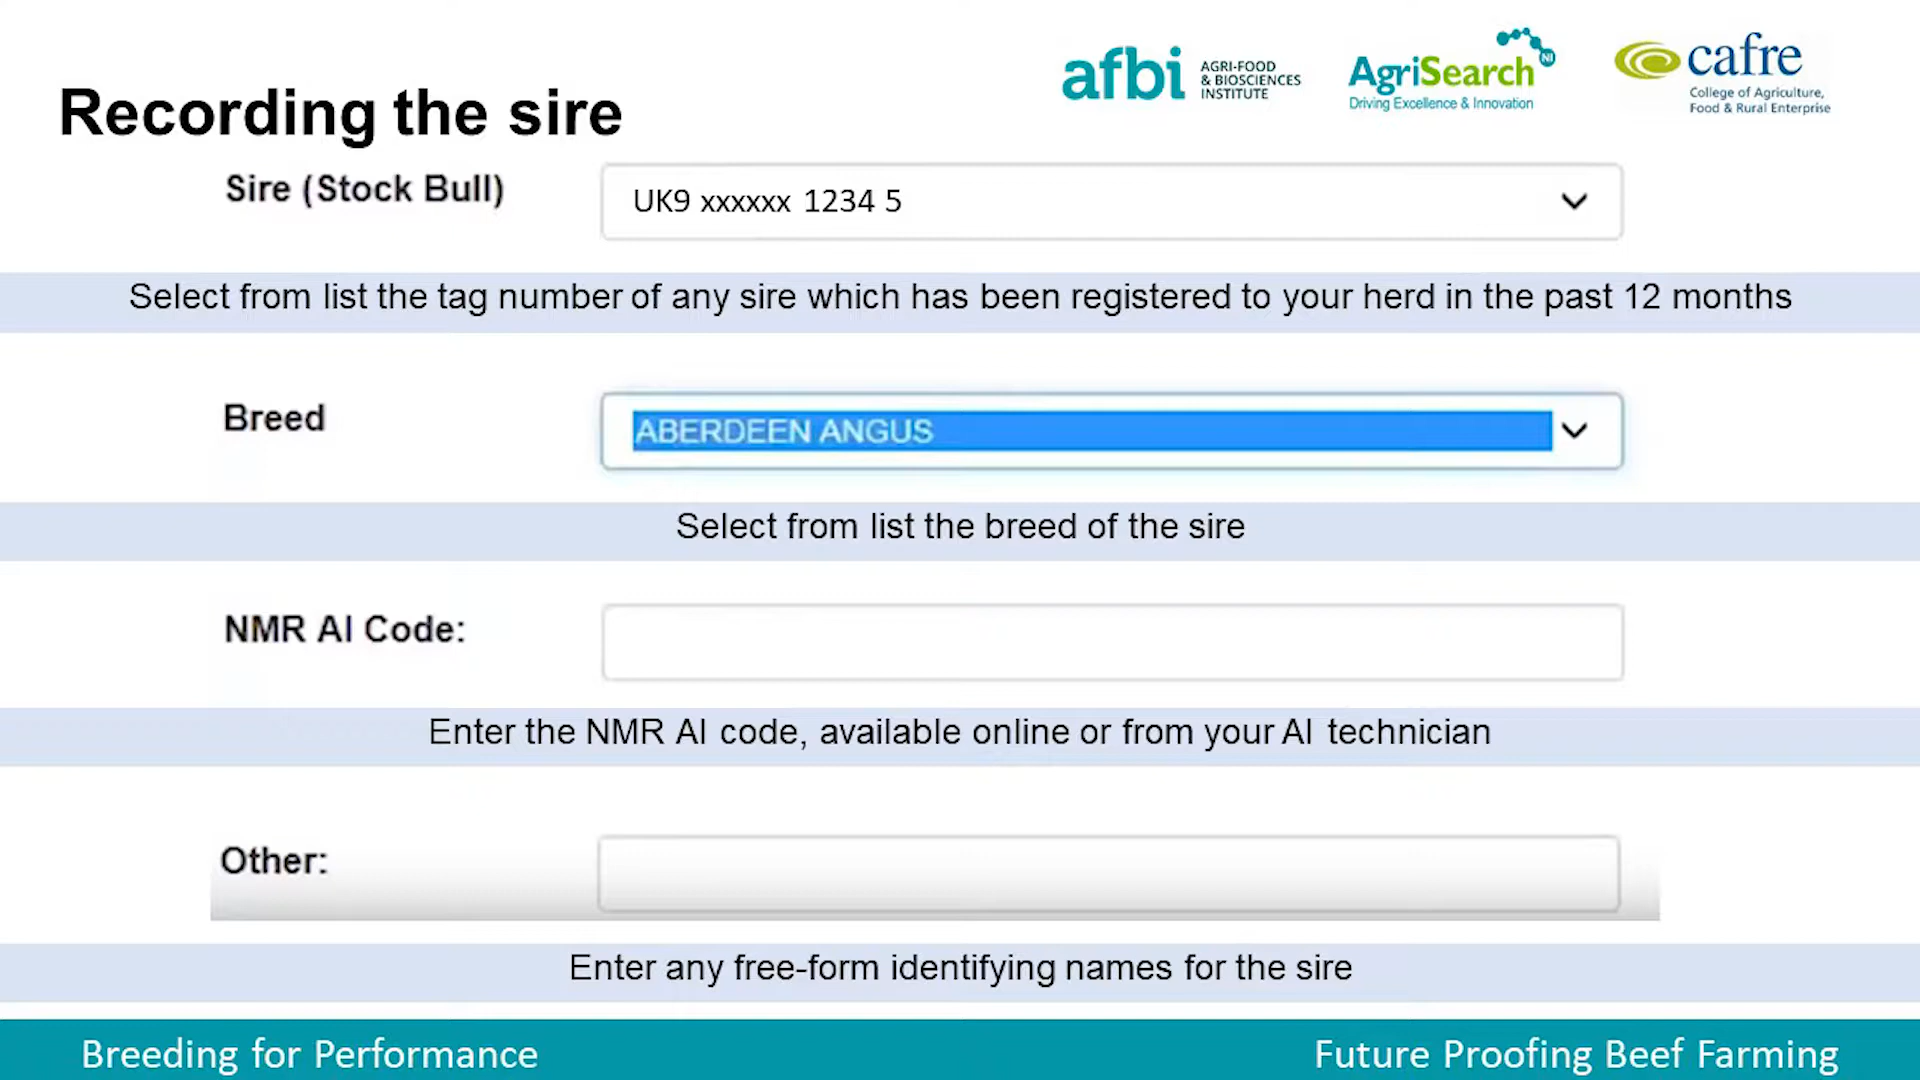 afbi AGRI-FOOD & BIOSCIENCES INSTITUTE
AgriSearch NI
Driving Excellence & Innovation
cafre
College of Agriculture,
Food & Rural Enterprise
Recording the sire
Sire (Stock Bull)
UK9 xxxxxx 1234 5
Select from list the tag number of any sire which has been registered to your herd in the past 12 months
Breed
ABERDEEN ANGUS
Select from list the breed of the sire
NMR AI Code:
Enter the NMR AI code, available online or from your AI technician
Other:
Enter any free-form identifying names for the sire
Breeding for Performance
Future Proofing Beef Farming